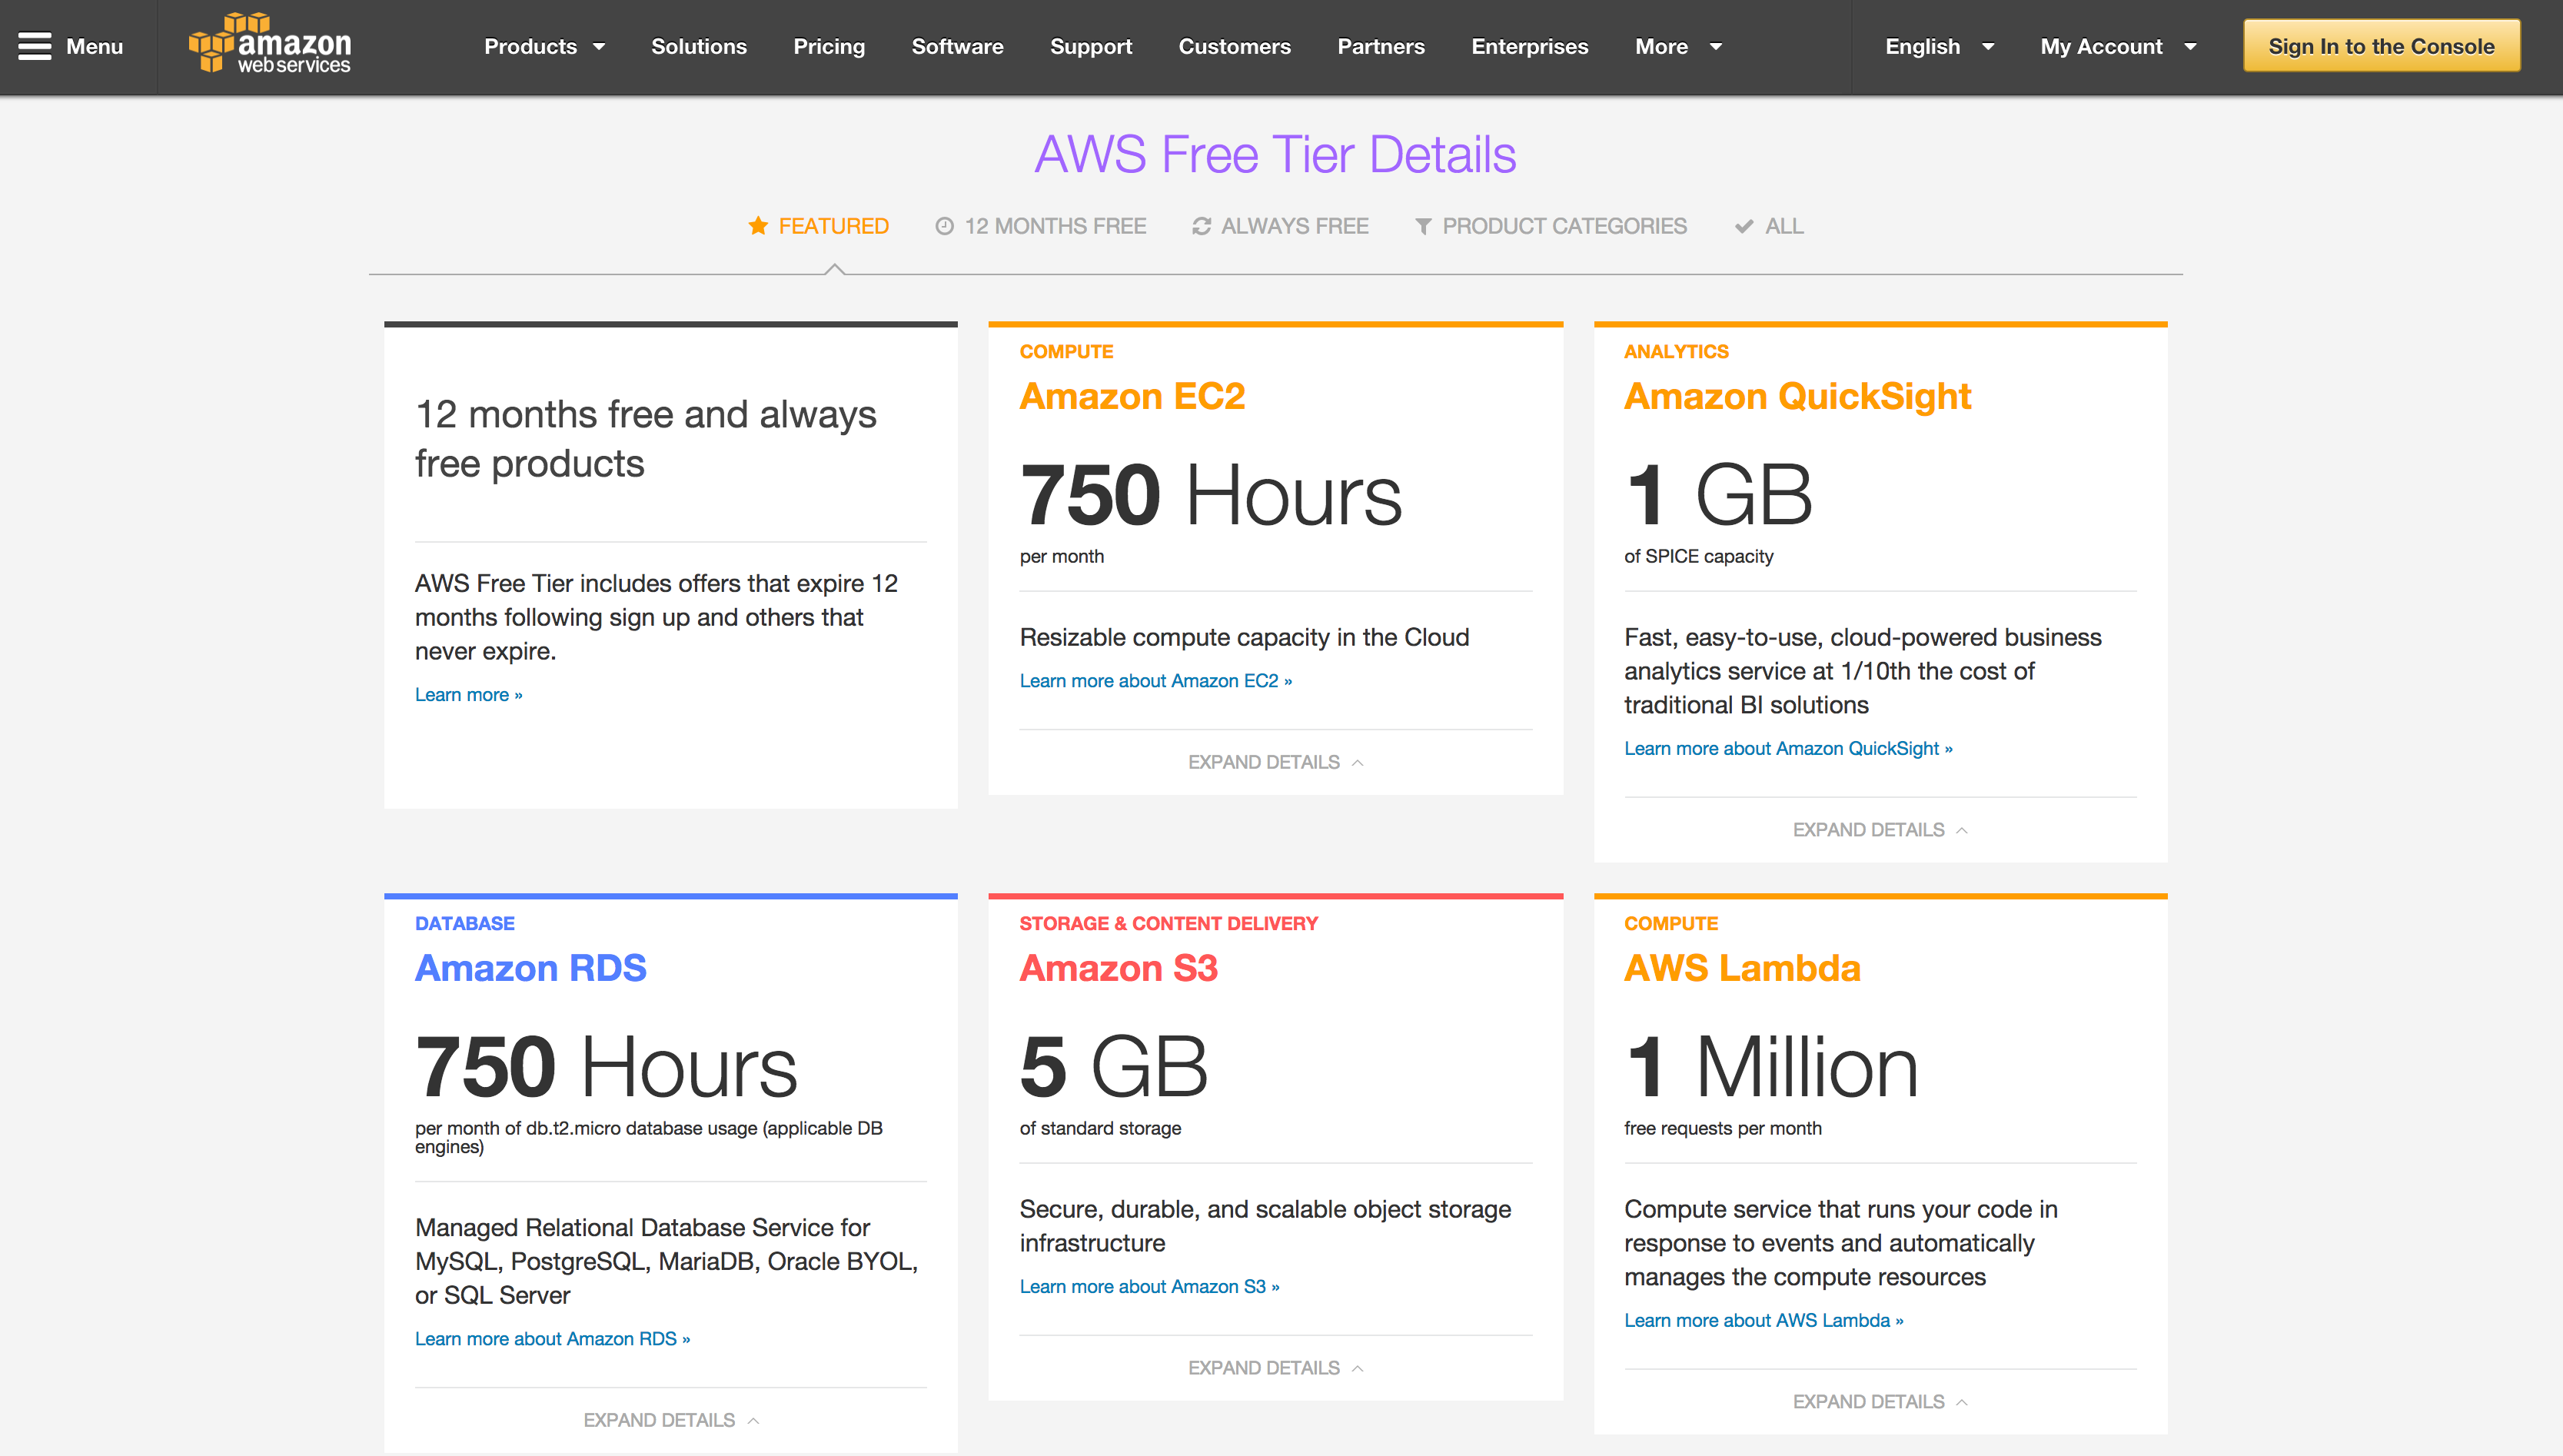 Menu
amazon
web services
Products
Solutions
Pricing
Software
Support
Customers
Partners
Enterprises
More
English
My Account
Sign In to the Console
AWS Free Tier Details
FEATURED
12 MONTHS FREE
ALWAYS FREE
PRODUCT CATEGORIES
ALL
12 months free and always
free products
AWS Free Tier includes offers that expire 12
months following sign up and others that
never expire.
Learn more »
COMPUTE
Amazon EC2
750 Hours
per month
Resizable compute capacity in the Cloud
Learn more about Amazon EC2 »
EXPAND DETAILS
ANALYTICS
Amazon QuickSight
1 GB
of SPICE capacity
Fast, easy-to-use, cloud-powered business
analytics service at 1/10th the cost of
traditional BI solutions
Learn more about Amazon QuickSight »
EXPAND DETAILS
DATABASE
Amazon RDS
750 Hours
per month of db.t2.micro database usage (applicable DB
engines)
Managed Relational Database Service for
MySQL, PostgreSQL, MariaDB, Oracle BYOL,
or SQL Server
Learn more about Amazon RDS »
EXPAND DETAILS
STORAGE & CONTENT DELIVERY
Amazon S3
5 GB
of standard storage
Secure, durable, and scalable object storage
infrastructure
Learn more about Amazon S3 »
EXPAND DETAILS
COMPUTE
AWS Lambda
1 Million
free requests per month
Compute service that runs your code in
response to events and automatically
manages the compute resources
Learn more about AWS Lambda »
EXPAND DETAILS